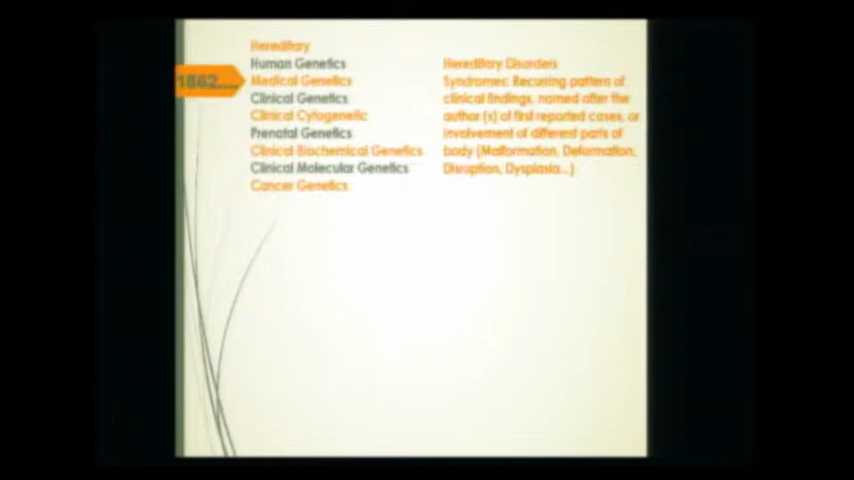 Hereditary
Human Genetics
1862....
Medical Genetics
Clinical Genetics
Clinical Cytogenetic
Prenatal Genetics
Clinical Biochemical Genetics
Clinical Molecular Genetics
Cancer Genetics
Hereditary Disorders
Syndromes: Recurring pattern of
clinical findings, named after the
author (s) of first reported cases, or
involvement of different parts of
body (Malformation, Deformation,
Disruption, Dysplasia...)